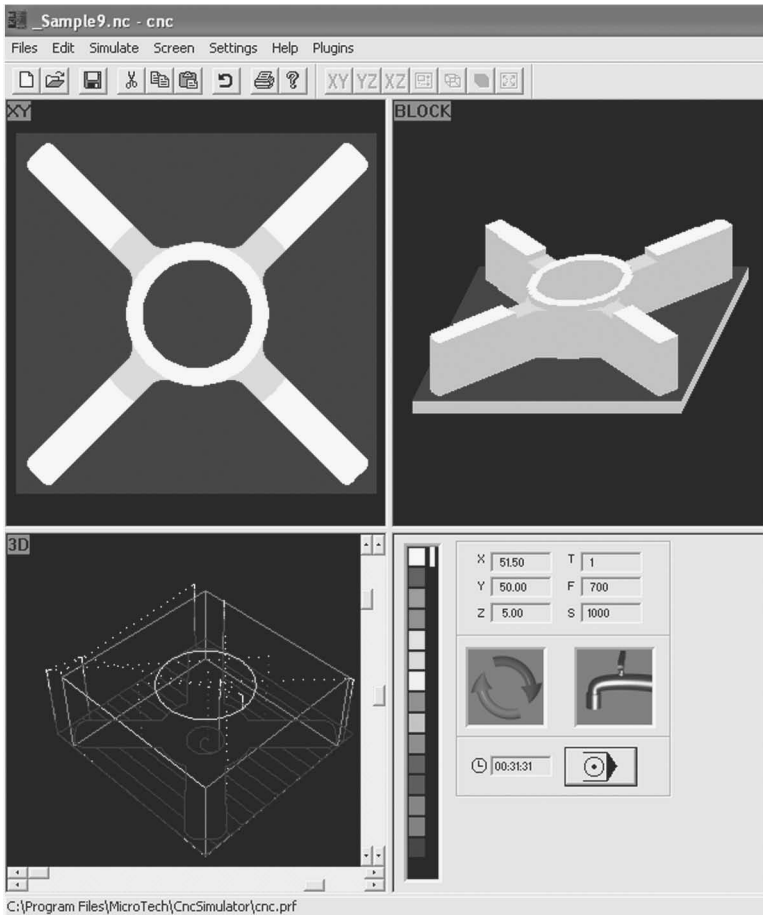 _Sample9.nc - cnc
Files Edit Simulate Screen Settings Help Plugins
XY YZ XZ
XY
BLOCK
3D
X 51.50 T 1
Y 50.00 F 700
Z 5.00 S 1000
00:31:31
C:\Program Files\MicroTech\CncSimulator\cnc.prf